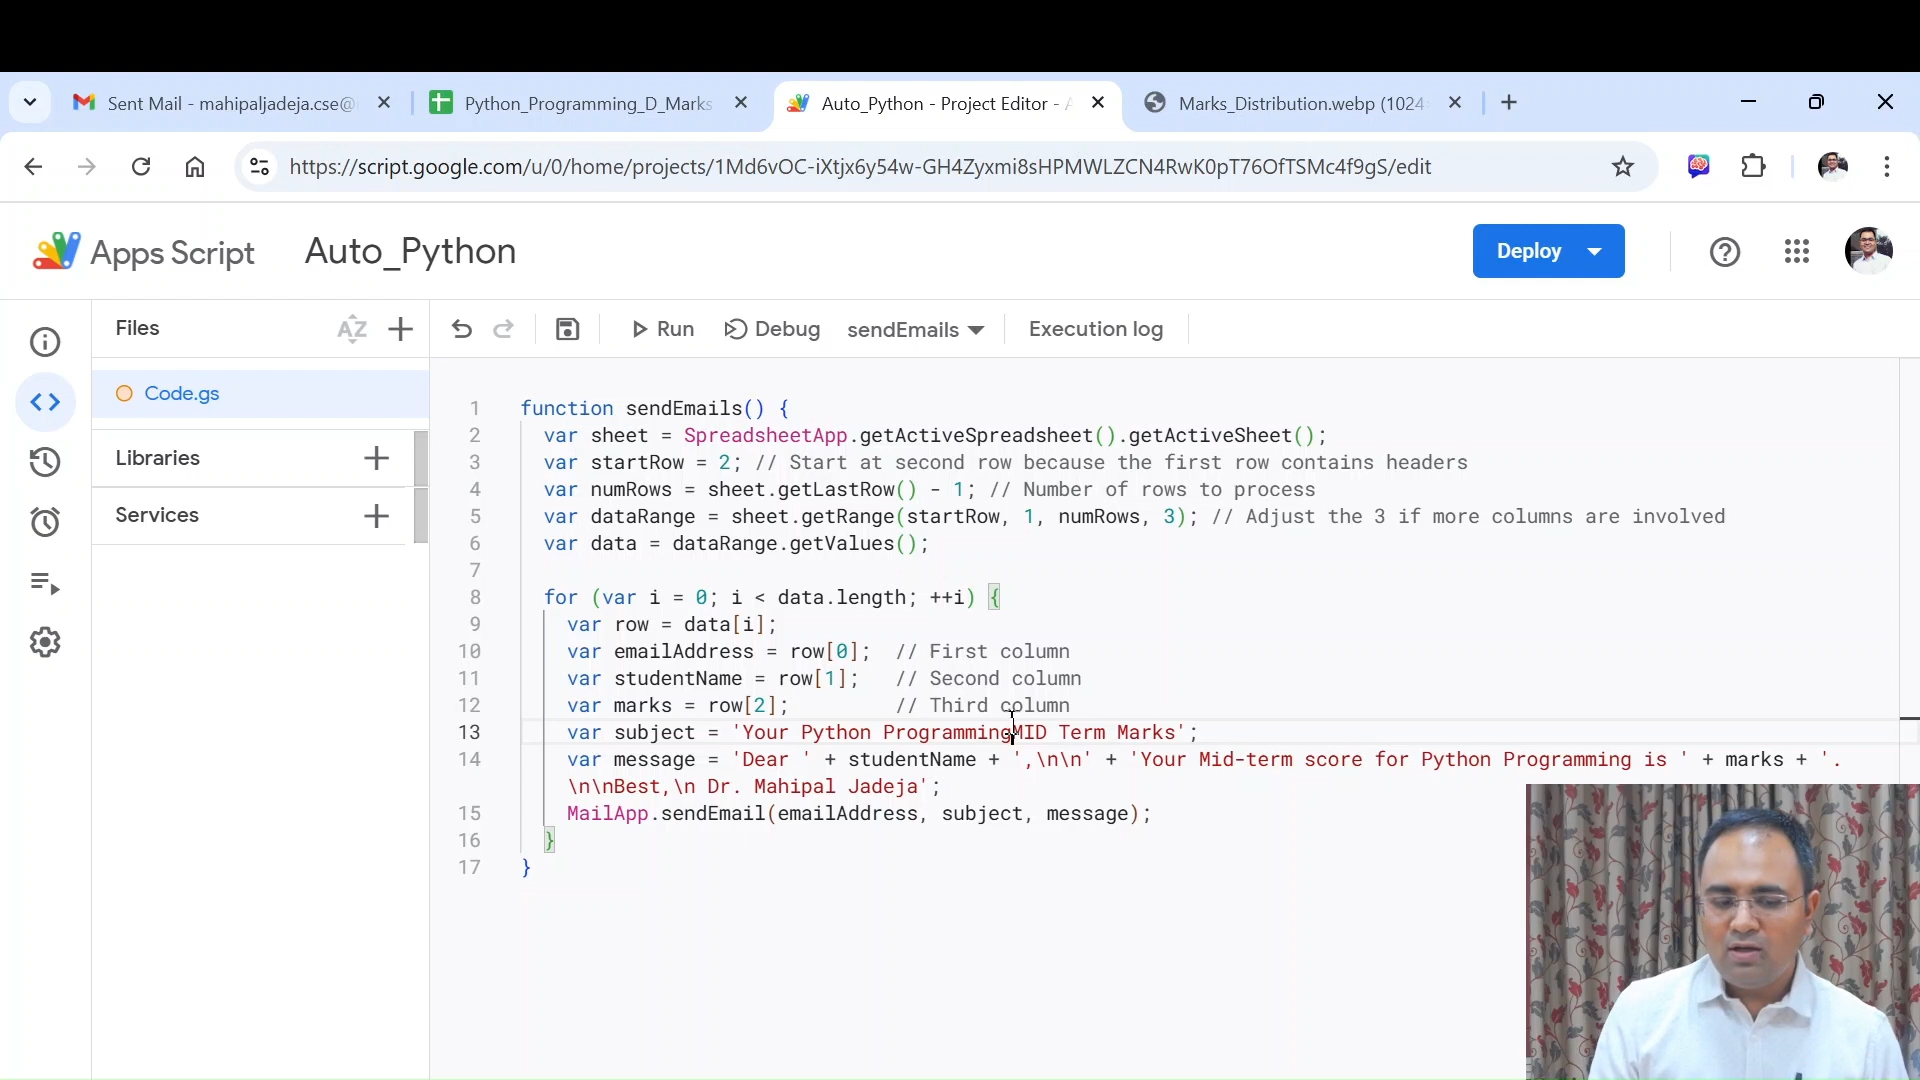 Sent Mail - mahipaljadeja.cse@
Python_Programming_D_Marks
Auto_Python - Project Editor -
Marks_Distribution.webp (1024
https://script.google.com/u/0/home/projects/1Md6vOC-iXtjx6y54w-GH4Zyxmi8sHPMWLZCN4RwK0pT76OfTSMc4f9gS/edit
Apps Script
Auto_Python
Deploy
Files
AZ
Run
Debug
sendEmails
Execution log
Code.gs
Libraries
Services
1 function sendEmails() {
2 var sheet = SpreadsheetApp.getActiveSpreadsheet().getActiveSheet();
3 var startRow = 2; // Start at second row because the first row contains headers
4 var numRows = sheet.getLastRow() - 1; // Number of rows to process
5 var dataRange = sheet.getRange(startRow, 1, numRows, 3); // Adjust the 3 if more columns are involved
6 var data = dataRange.getValues();
7
8 for (var i = 0; i < data.length; ++i) {
9 var row = data[i];
10 var emailAddress = row[0]; // First column
11 var studentName = row[1]; // Second column
12 var marks = row[2]; // Third column
13 var subject = 'Your Python ProgrammingMID Term Marks';
14 var message = 'Dear ' + studentName + ',\n\n' + 'Your Mid-term score for Python Programming is ' + marks + '.
\n\nBest,\n Dr. Mahipal Jadeja';
15 MailApp.sendEmail(emailAddress, subject, message);
16 }
17 }